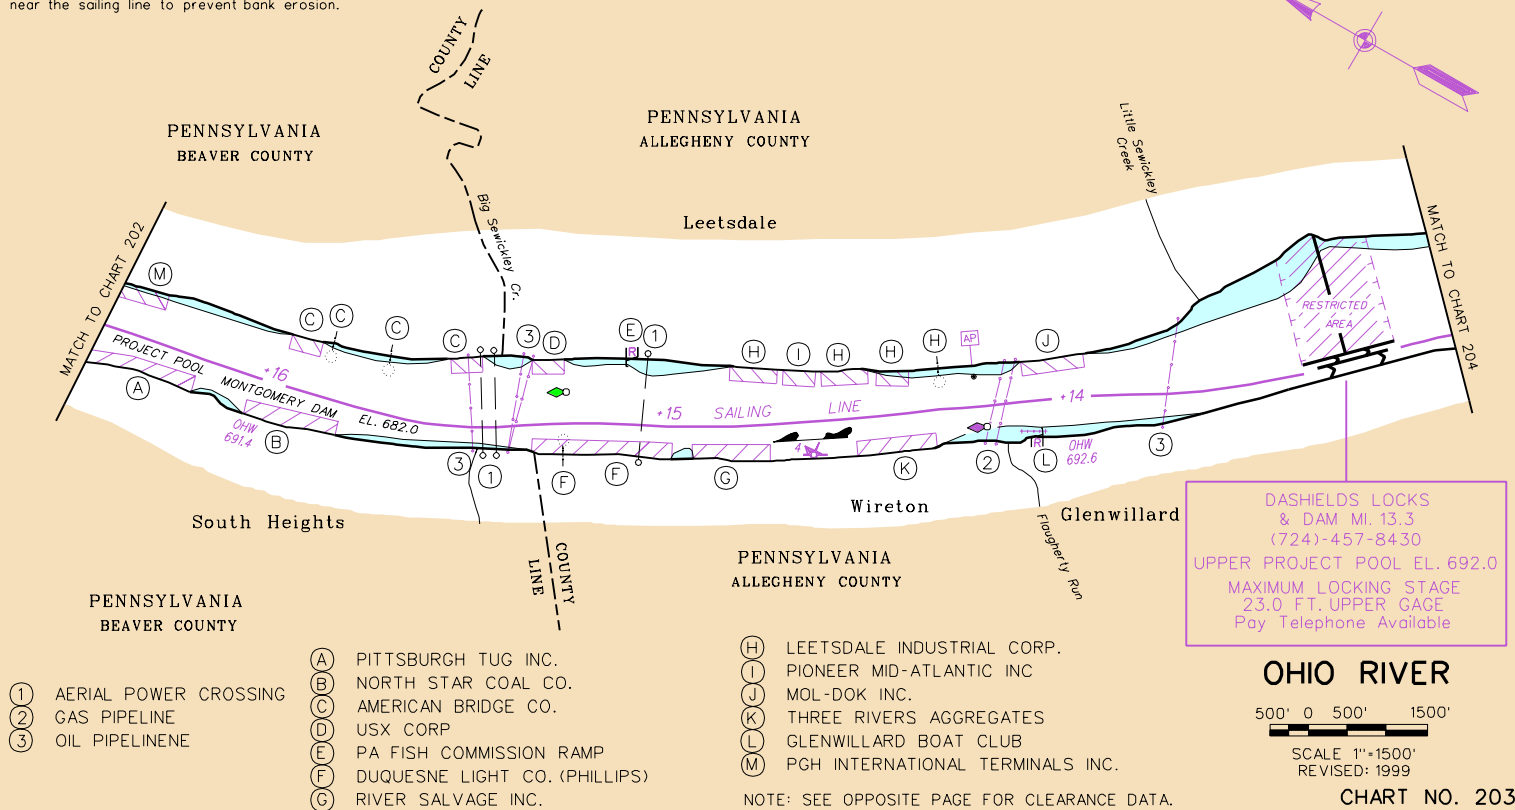 near the sailing line to prevent bank erosion.
COUNTY
LINE
PENNSYLVANIA
BEAVER COUNTY
PENNSYLVANIA
ALLEGHENY COUNTY
Little Sewickley
Creek
Big Sewickley Cr.
Leetsdale
MATCH TO CHART 202
MATCH TO CHART 204
M
C
C
C
C
3
D
E
1
H
I
H
H
H
AP
J
R
RESTRICTED
AREA
PROJECT POOL MONTGOMERY DAM EL. 682.0
+16
+15
SAILING LINE
+14
A
OHW
691.4
B
3
1
F
F
G
4
K
2
R
L
OHW
692.6
3
South Heights
Wireton
Glenwillard
Flaugherty Run
COUNTY
LINE
PENNSYLVANIA
ALLEGHENY COUNTY
PENNSYLVANIA
BEAVER COUNTY
DASHIELDS LOCKS
& DAM MI. 13.3
(724)-457-8430
UPPER PROJECT POOL EL. 692.0
MAXIMUM LOCKING STAGE
23.0 FT. UPPER GAGE
Pay Telephone Available
1 AERIAL POWER CROSSING
2 GAS PIPELINE
3 OIL PIPELINENE
A PITTSBURGH TUG INC.
B NORTH STAR COAL CO.
C AMERICAN BRIDGE CO.
D USX CORP
E PA FISH COMMISSION RAMP
F DUQUESNE LIGHT CO. (PHILLIPS)
G RIVER SALVAGE INC.
H LEETSDALE INDUSTRIAL CORP.
I PIONEER MID-ATLANTIC INC
J MOL-DOK INC.
K THREE RIVERS AGGREGATES
L GLENWILLARD BOAT CLUB
M PGH INTERNATIONAL TERMINALS INC.
NOTE: SEE OPPOSITE PAGE FOR CLEARANCE DATA.
OHIO RIVER
500' 0 500' 1500'
SCALE 1"=1500'
REVISED: 1999
CHART NO. 203